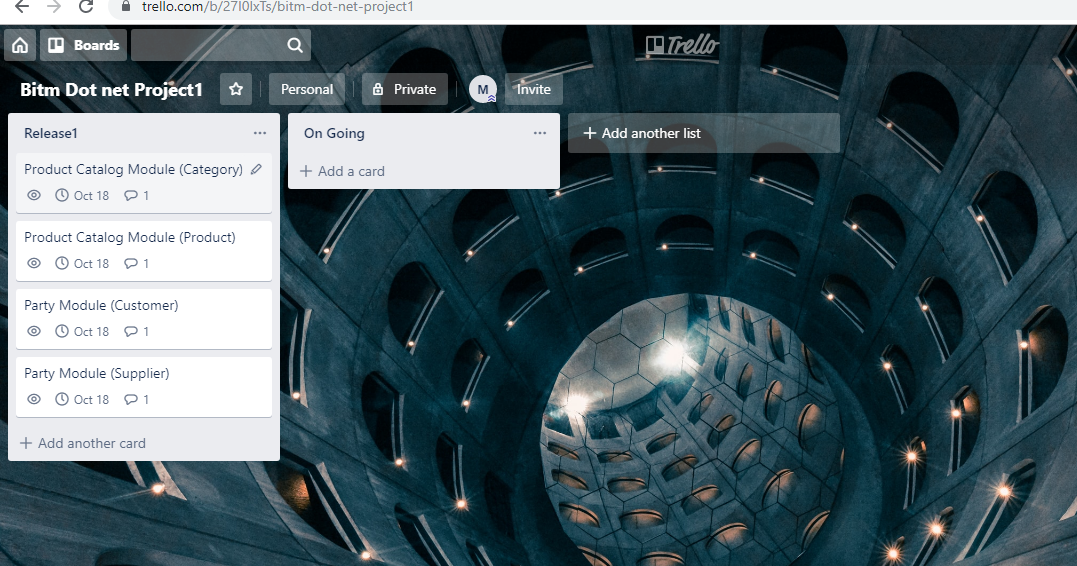 trello.com/b/27I0lxTs/bitm-dot-net-project1
Boards
Trello
Bitm Dot net Project1
Personal
Private
M
Invite
Release1
Product Catalog Module (Category)
Oct 18
1
Product Catalog Module (Product)
Oct 18
1
Party Module (Customer)
Oct 18
1
Party Module (Supplier)
Oct 18
1
+ Add another card
On Going
+ Add a card
+ Add another list